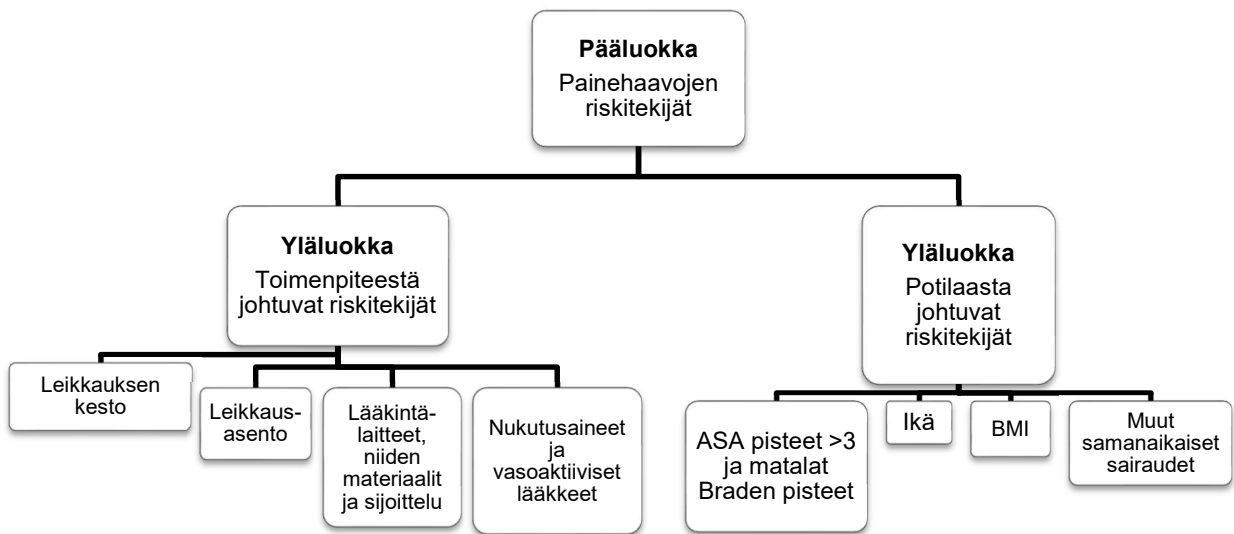 Pääluokka
Painehaavojen
riskitekijät
Yläluokka
Toimenpiteestä
johtuvat riskitekijät
Yläluokka
Potilaasta
johtuvat
riskitekijät
Leikkauksen
kesto
Leikkaus-
asento
Lääkintä-
laitteet,
niiden
materiaalit
ja sijoittelu
Nukutusaineet
ja
vasoaktiiviset
lääkkeet
ASA pisteet >3
ja matalat
Braden pisteet
Ikä
BMI
Muut
samanaikaiset
sairaudet